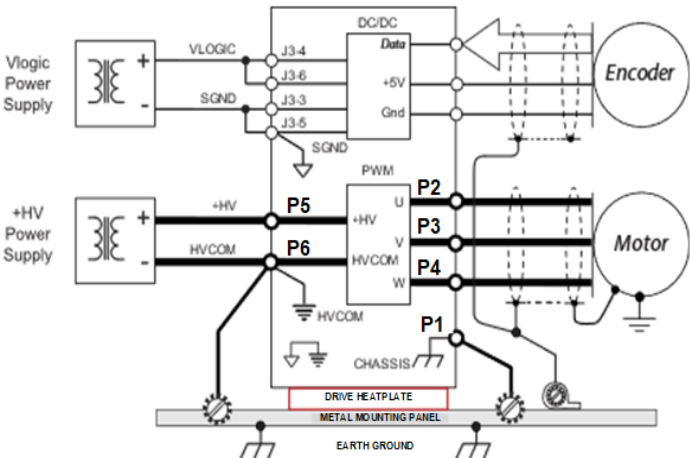 DC/DC
Vlogic
Power
Supply
+
-
VLOGIC
SGND
J3-4
J3-6
J3-3
J3-5
SGND
Data
+5V
Gnd
Encoder
PWM
+HV
Power
Supply
+
-
+HV
HVCOM
P5
P6
+HV
HVCOM
U
V
W
P2
P3
P4
Motor
HVCOM
P1
CHASSIS
DRIVE HEATPLATE
METAL MOUNTING PANEL
EARTH GROUND